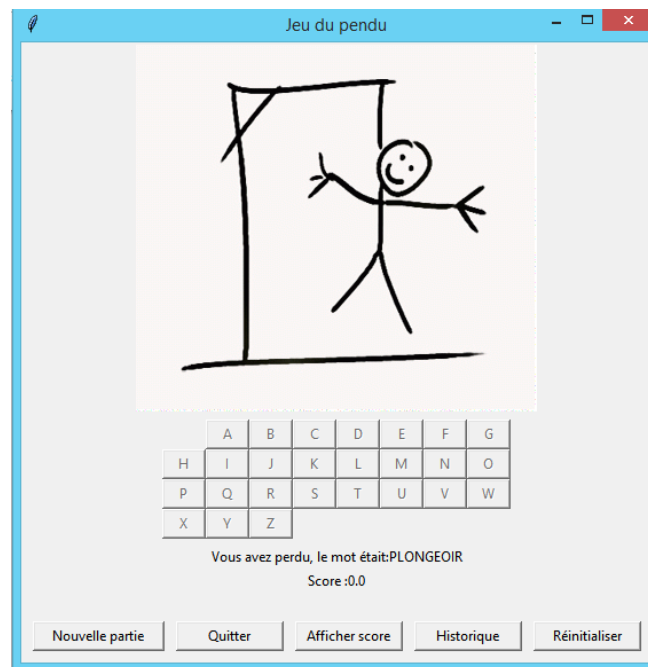 Jeu du pendu
A B C D E F G
H I J K L M N O
P Q R S T U V W
X Y Z
Vous avez perdu, le mot était:PLONGEOIR
Score :0.0
Nouvelle partie Quitter Afficher score Historique Réinitialiser